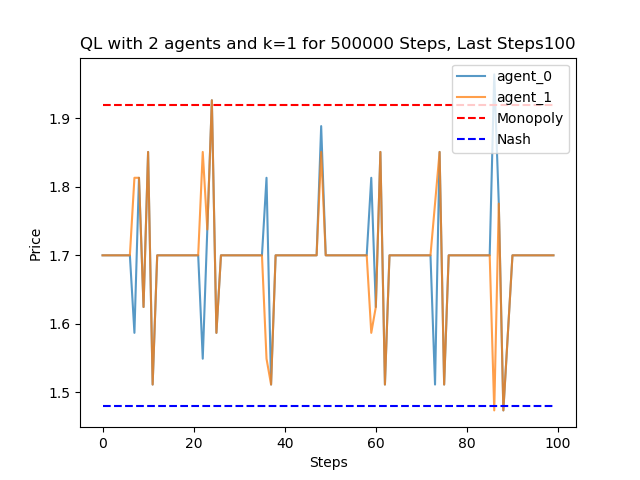 QL with 2 agents and k=1 for 500000 Steps, Last Steps100
agent_0
agent_1
Monopoly
Nash
Price
1.9
1.8
1.7
1.6
1.5
0 20 40 60 80 100
Steps